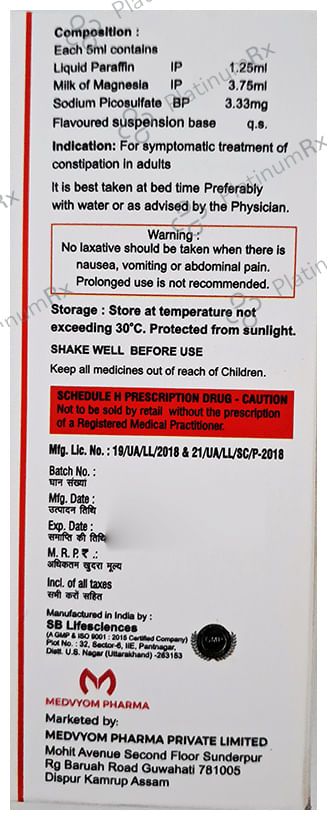 Composition :
Each 5ml contains
Liquid Paraffin IP 1.25ml
Milk of Magnesia IP 3.75ml
Sodium Picosulfate BP 3.33mg
Flavoured suspension base q.s.
Indication: For symptomatic treatment of
constipation in adults
It is best taken at bed time Preferably
with water or as advised by the Physician.
Warning :
No laxative should be taken when there is
nausea, vomiting or abdominal pain.
Prolonged use is not recommended.
Storage : Store at temperature not
exceeding 30°C. Protected from sunlight.
SHAKE WELL BEFORE USE
Keep all medicines out of reach of Children.
SCHEDULE H PRESCRIPTION DRUG - CAUTION
Not to be sold by retail without the prescription
of a Registered Medical Practitioner.
Mfg. Lic. No. : 19/UA/LL/2018 & 21/UA/LL/SC/P-2018
Batch No. :
घान संख्या
Mfg. Date :
उत्पादन तिथि
Exp. Date :
समाप्ति की तिथि
M. R. P. ₹ .:
अधिकतम खुदरा मूल्य
Incl. of all taxes
सभी करों सहित
Manufactured in India by :
SB Lifesciences
(A GMP & ISO 9001 : 2015 Certified Company)
Plot No. : 32, Sector-6, IIE, Pantnagar,
Distt. U.S. Nagar (Uttarakhand) -263153
GMP
MEDVYOM PHARMA
Marketed by:
MEDVYOM PHARMA PRIVATE LIMITED
Mohit Avenue Second Floor Sunderpur
Rg Baruah Road Guwahati 781005
Dispur Kamrup Assam
PlatinumRx
PlatinumRx
PlatinumRx